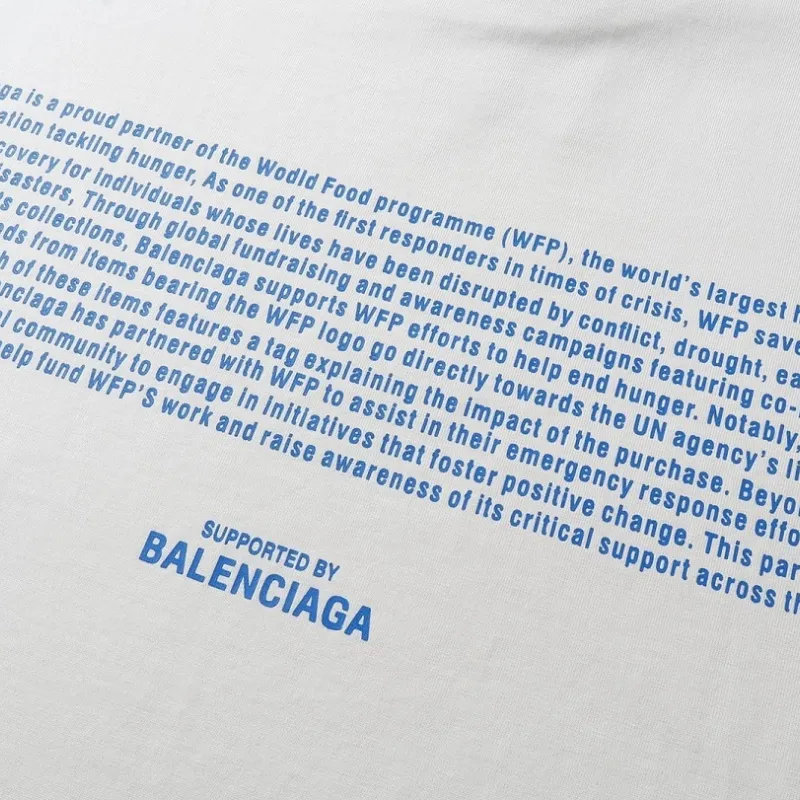 ga is a proud partner of the Wodld Food programme (WFP), the world's largest h
ation tackling hunger, As one of the first responders in times of crisis, WFP save
covery for individuals whose lives have been disrupted by conflict, drought, ea
isasters, Through global fundraising and awareness campaigns featuring co-
ts collections, Balenciaga supports WFP efforts to help end hunger. Notably,
eds from items bearing the WFP logo go directly towards the UN agency's li
h of these items features a tag explaining the impact of the purchase. Beyo
enciaga has partnered with WFP to assist in their emergency response effo
al community to engage in initiatives that foster positive change. This par
help fund WFP'S work and raise awareness of its critical support across th
SUPPORTED BY
BALENCIAGA